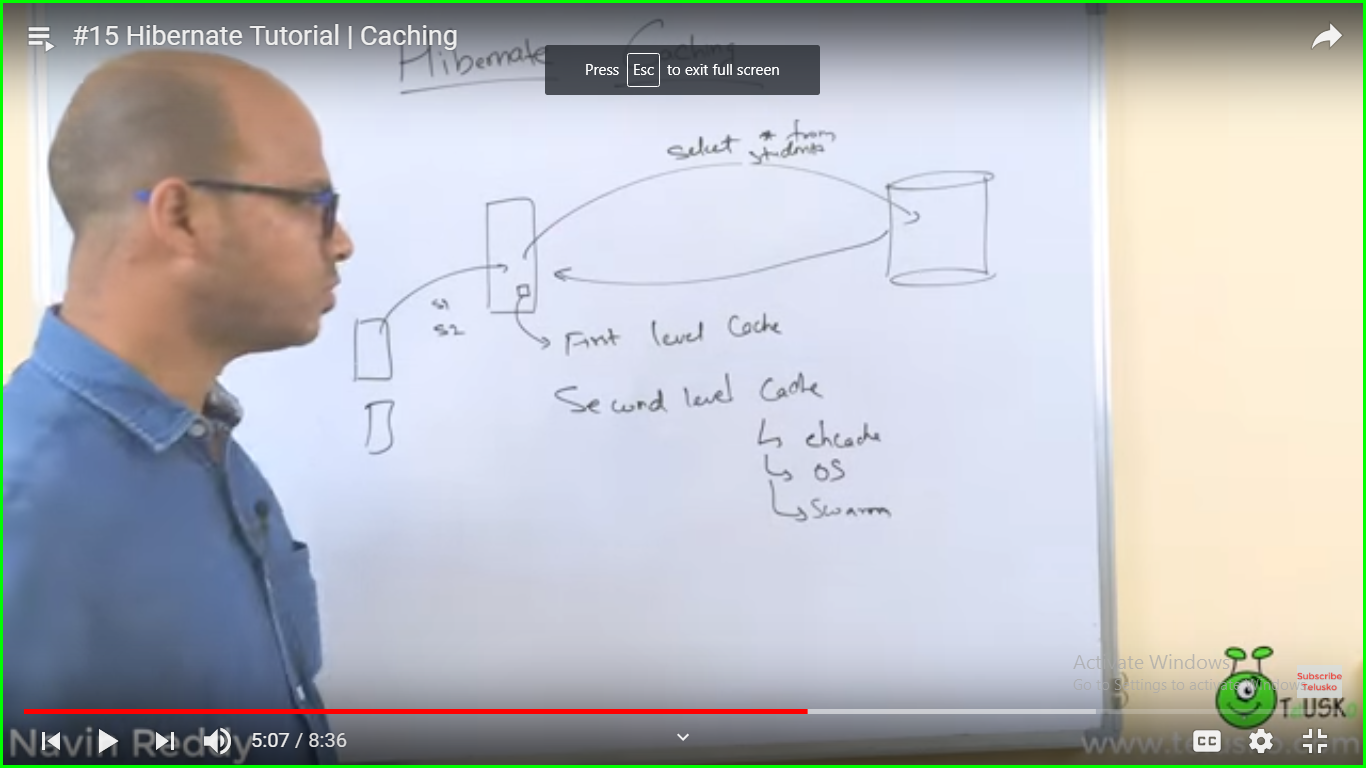 #15 Hibernate Tutorial | Caching
Hibernate Caching
Press Esc to exit full screen
select * from
students
S1
S2
First level Cache
Second level Cache
ehcache
OS
Swarm
Activate Windows
Go to Settings to activate Windows.
Subscribe
Telusko
TELUSKO
Navin Reddy
5:07 / 8:36
CC
www.telusko.com